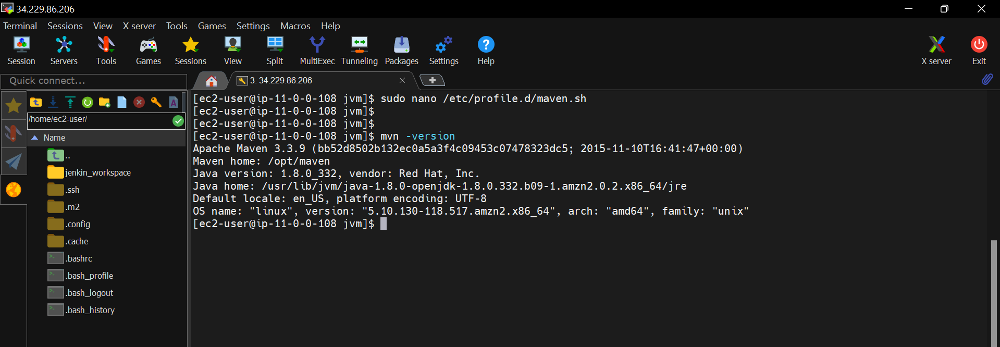 34.229.86.206
Terminal Sessions View X server Tools Games Settings Macros Help
Session Servers Tools Games Sessions View Split MultiExec Tunneling Packages Settings Help X server Exit
Quick connect...
3. 34.229.86.206
/home/ec2-user/
Name
..
jenkin_workspace
.ssh
.m2
.config
.cache
.bashrc
.bash_profile
.bash_logout
.bash_history
[ec2-user@ip-11-0-0-108 jvm]$ sudo nano /etc/profile.d/maven.sh
[ec2-user@ip-11-0-0-108 jvm]$
[ec2-user@ip-11-0-0-108 jvm]$
[ec2-user@ip-11-0-0-108 jvm]$ mvn -version
Apache Maven 3.3.9 (bb52d8502b132ec0a5a3f4c09453c07478323dc5; 2015-11-10T16:41:47+00:00)
Maven home: /opt/maven
Java version: 1.8.0_332, vendor: Red Hat, Inc.
Java home: /usr/lib/jvm/java-1.8.0-openjdk-1.8.0.332.b09-1.amzn2.0.2.x86_64/jre
Default locale: en_US, platform encoding: UTF-8
OS name: "linux", version: "5.10.130-118.517.amzn2.x86_64", arch: "amd64", family: "unix"
[ec2-user@ip-11-0-0-108 jvm]$